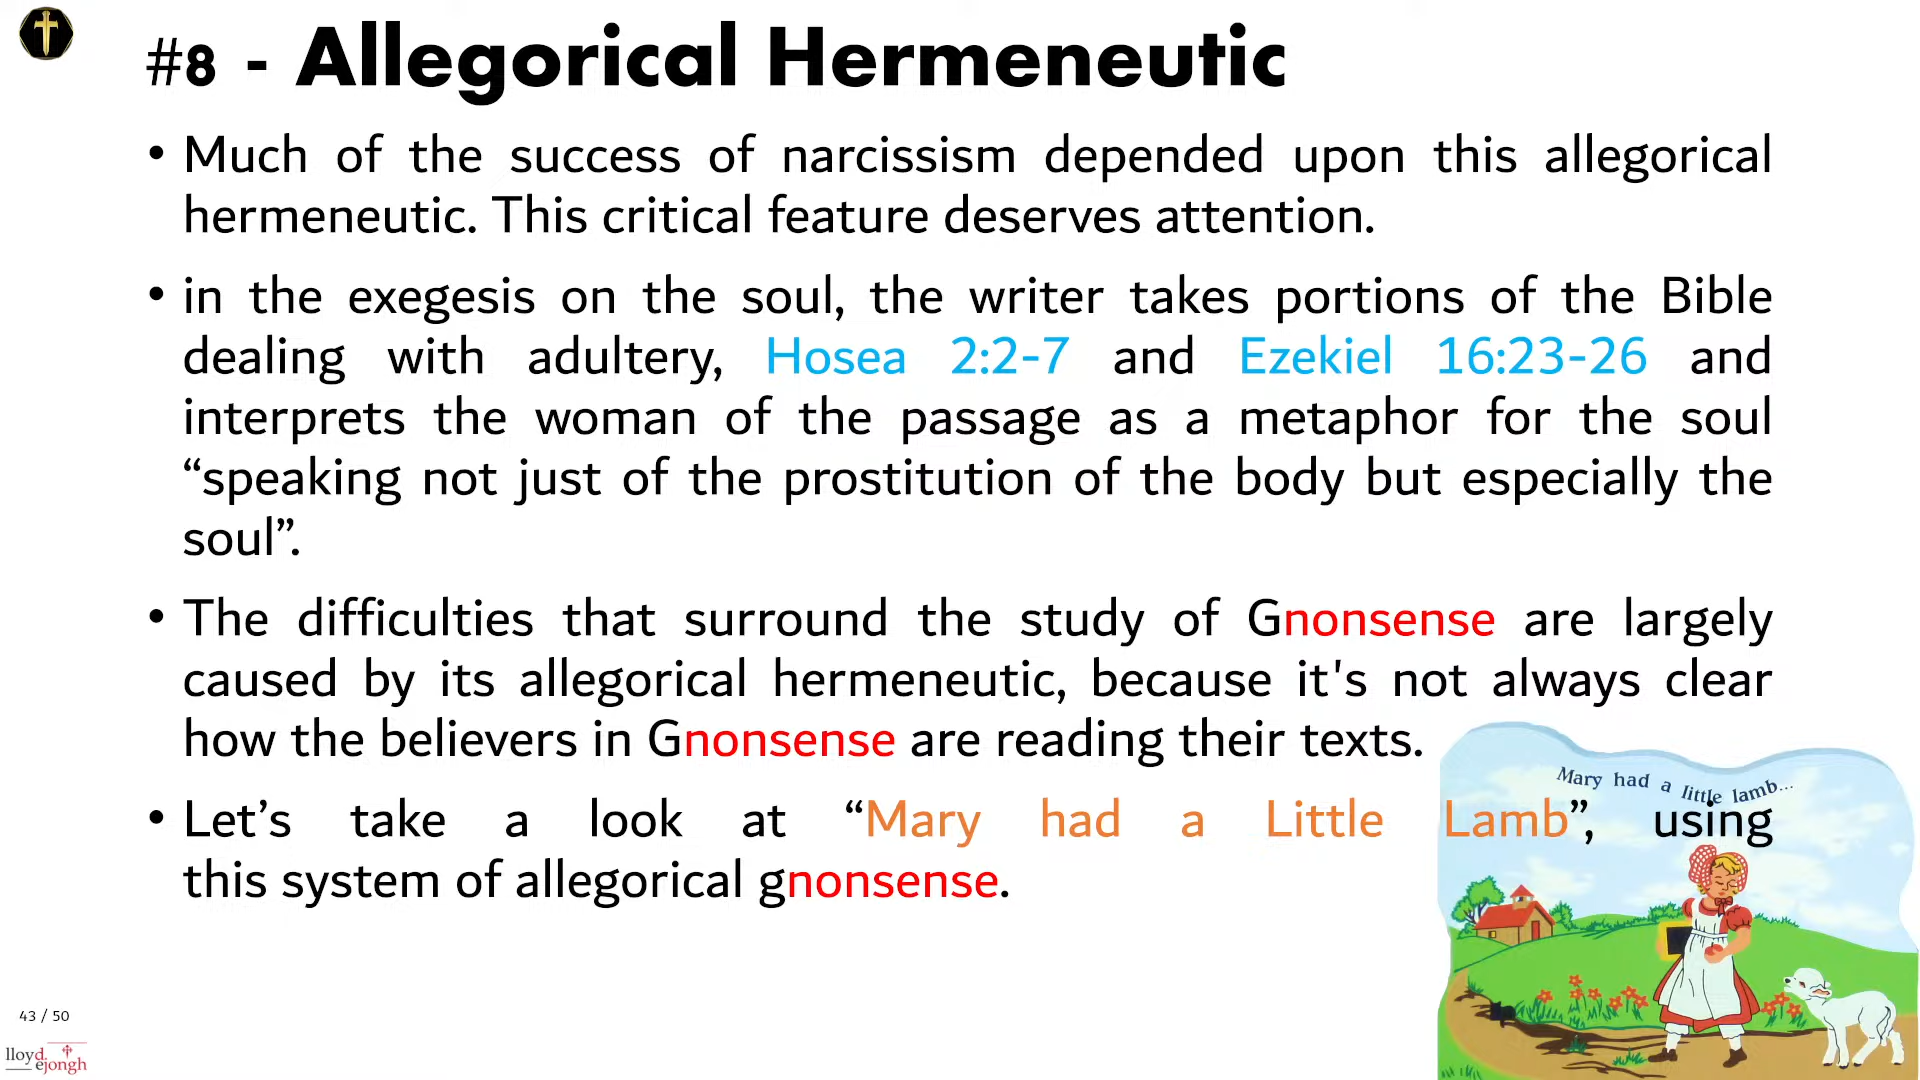 #8 - Allegorical Hermeneutic
• Much of the success of narcissism depended upon this allegorical
hermeneutic. This critical feature deserves attention.
• in the exegesis on the soul, the writer takes portions of the Bible
dealing with adultery, Hosea 2:2-7 and Ezekiel 16:23-26 and
interprets the woman of the passage as a metaphor for the soul
“speaking not just of the prostitution of the body but especially the
soul”.
• The difficulties that surround the study of Gnonsense are largely
caused by its allegorical hermeneutic, because it's not always clear
how the believers in Gnonsense are reading their texts.
Mary had a little lamb...
• Let’s take a look at “Mary had a Little Lamb”, using
this system of allegorical gnonsense.
43 / 50
lloyd.
ejongh